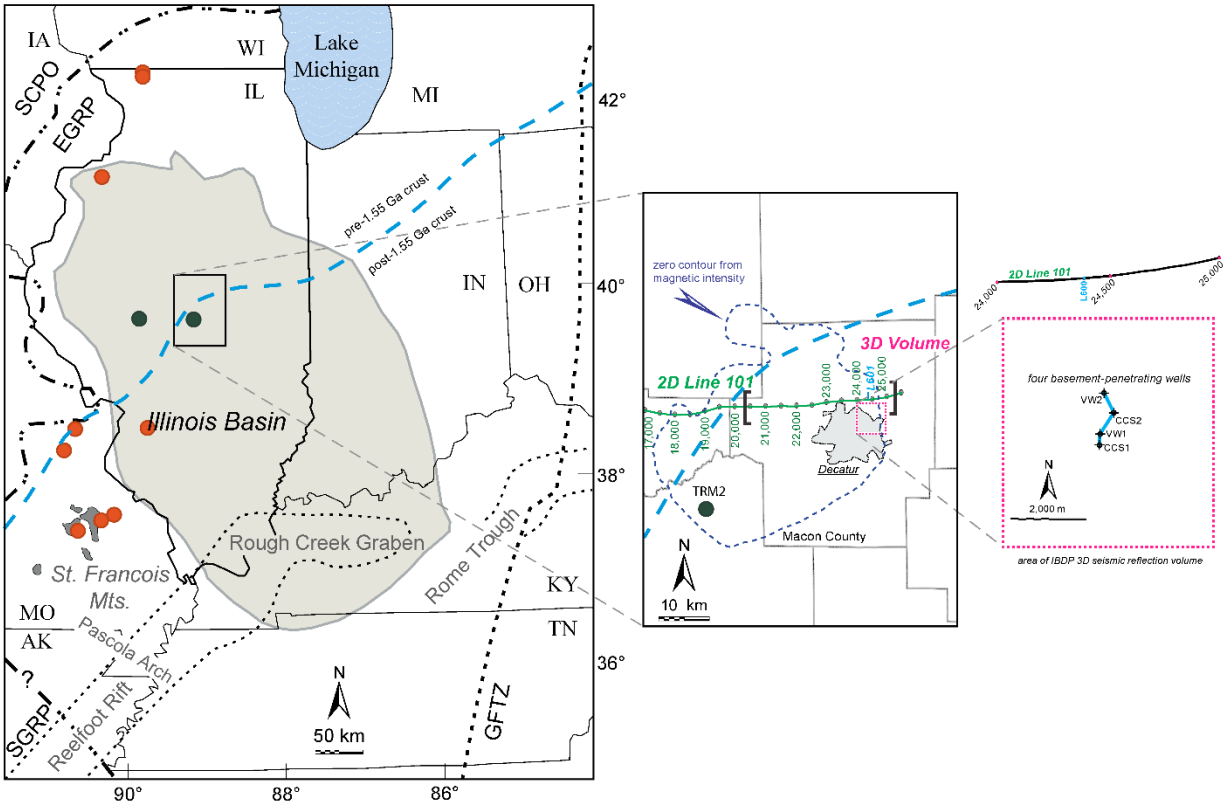 IA
WI
Lake
Michigan
SCPO
EGRP
IL
MI
42°
pre-1.55 Ga crust
post-1.55 Ga crust
IN
OH
40°
Illinois Basin
38°
Rough Creek Graben
Rome Trough
St. Francois
Mts.
KY
MO
TN
AK
Pascola Arch
36°
?
SGRP
Reelfoot Rift
N
50 km
GFTZ
90°
88°
86°
zero contour from
magnetic intensity
3D Volume
2D Line 101
17,000
18,000
19,000
20,000
21,000
22,000
23,000
24,000
L601
25,000
Decatur
TRM2
Macon County
N
10 km
2D Line 101
24,000
L600
24,500
25,000
four basement-penetrating wells
VW2
CCS2
VW1
CCS1
N
2,000 m
area of IBDP 3D seismic reflection volume